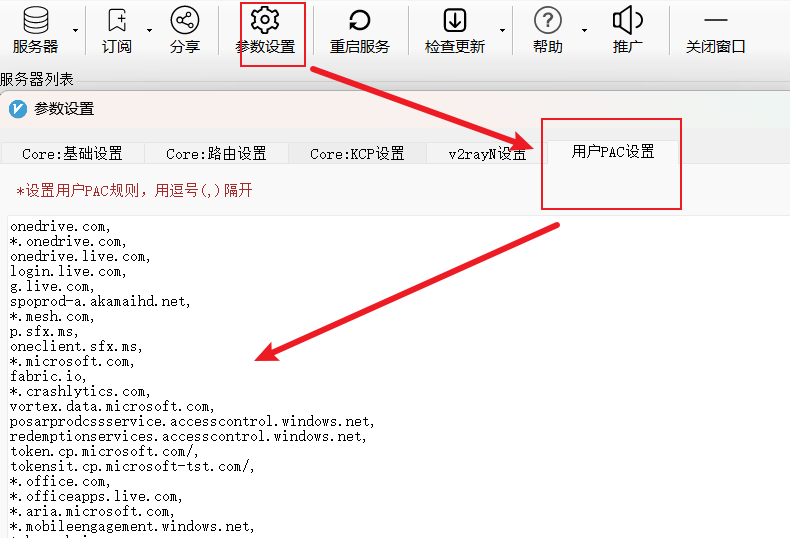 服务器 订阅 分享 参数设置 重启服务 检查更新 帮助 推广 关闭窗口
服务器列表
参数设置
Core:基础设置 Core:路由设置 Core:KCP设置 v2rayN设置 用户PAC设置
*设置用户PAC规则，用逗号(,)隔开
onedrive.com,
*.onedrive.com,
onedrive.live.com,
login.live.com,
g.live.com,
spoprod-a.akamaihd.net,
*.mesh.com,
p.sfx.ms,
oneclient.sfx.ms,
*.microsoft.com,
fabric.io,
*.crashlytics.com,
vortex.data.microsoft.com,
posarprodcssservice.accesscontrol.windows.net,
redemptionservices.accesscontrol.windows.net,
token.cp.microsoft.com/,
tokensit.cp.microsoft-tst.com/,
*.office.com,
*.officeapps.live.com,
*.aria.microsoft.com,
*.mobileengagement.windows.net,